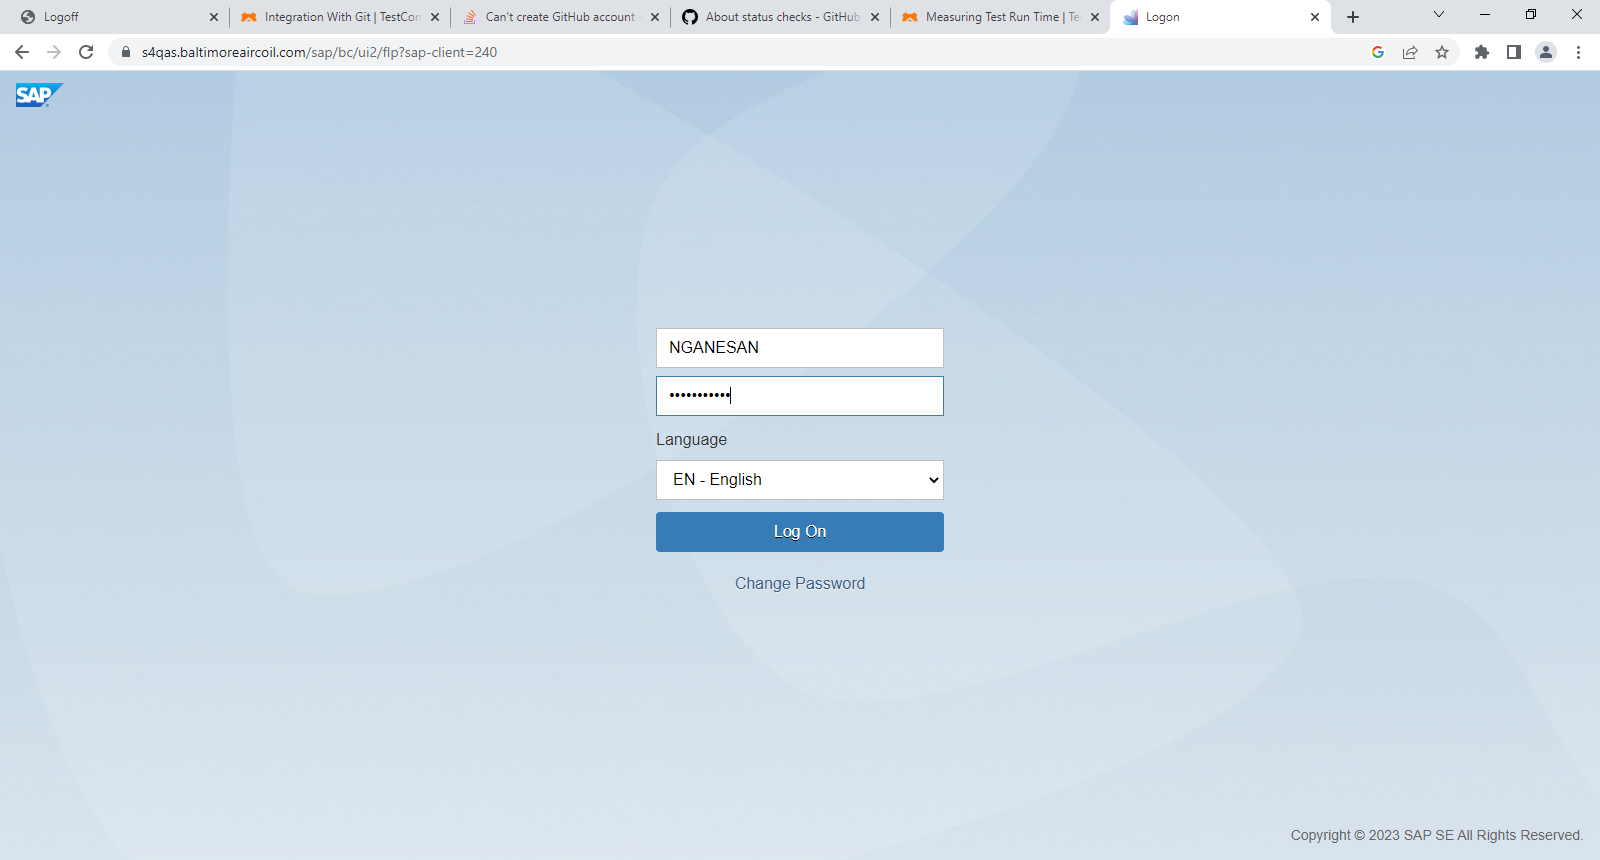 Logoff
Integration With Git | TestCom
Can't create GitHub account -
About status checks - GitHub
Measuring Test Run Time | Te
Logon
s4qas.baltimoreaircoil.com/sap/bc/ui2/flp?sap-client=240
SAP
NGANESAN
Language
EN - English
Log On
Change Password
Copyright © 2023 SAP SE All Rights Reserved.